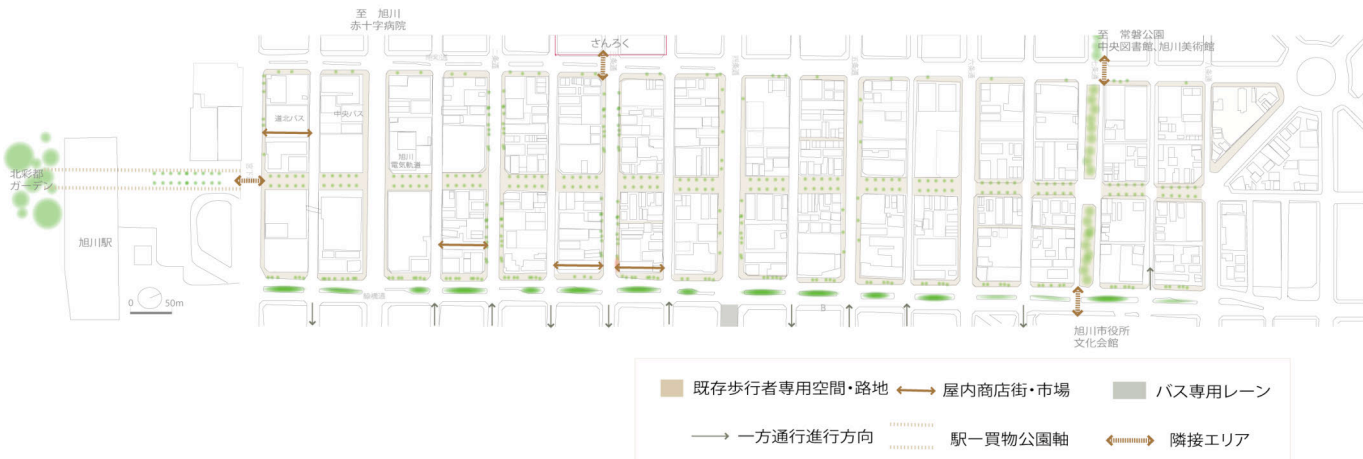 至 旭川
赤十字病院
さんろく
至 常磐公園
中央図書館、旭川美術館
道北バス
中央バス
旭川
電気軌道
北彩都
ガーデン
旭川駅
0 50m
緑橋通
旭川市役所
文化会館
既存歩行者専用空間・路地
屋内商店街・市場
バス専用レーン
一方通行進行方向
駅ー買物公園軸
隣接エリア